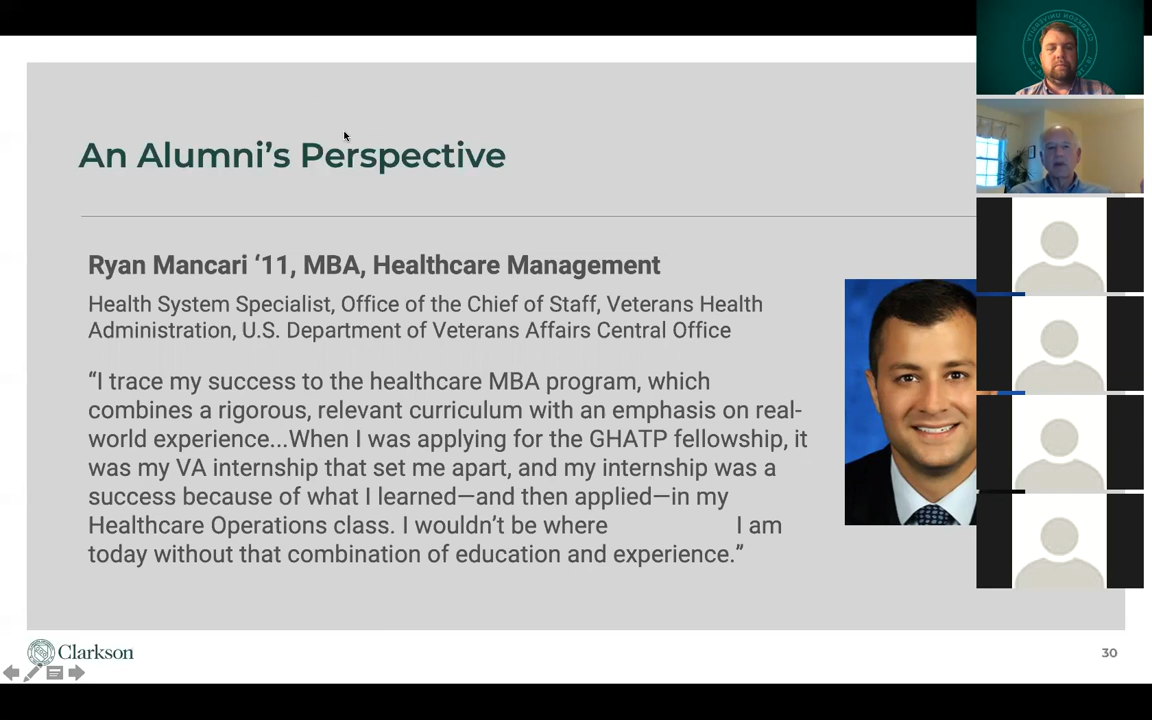 An Alumni’s Perspective
Ryan Mancari ‘11, MBA, Healthcare Management
Health System Specialist, Office of the Chief of Staff, Veterans Health
Administration, U.S. Department of Veterans Affairs Central Office
“I trace my success to the healthcare MBA program, which
combines a rigorous, relevant curriculum with an emphasis on real-
world experience...When I was applying for the GHATP fellowship, it
was my VA internship that set me apart, and my internship was a
success because of what I learned—and then applied—in my
Healthcare Operations class. I wouldn’t be where I am
today without that combination of education and experience.”
Clarkson
30